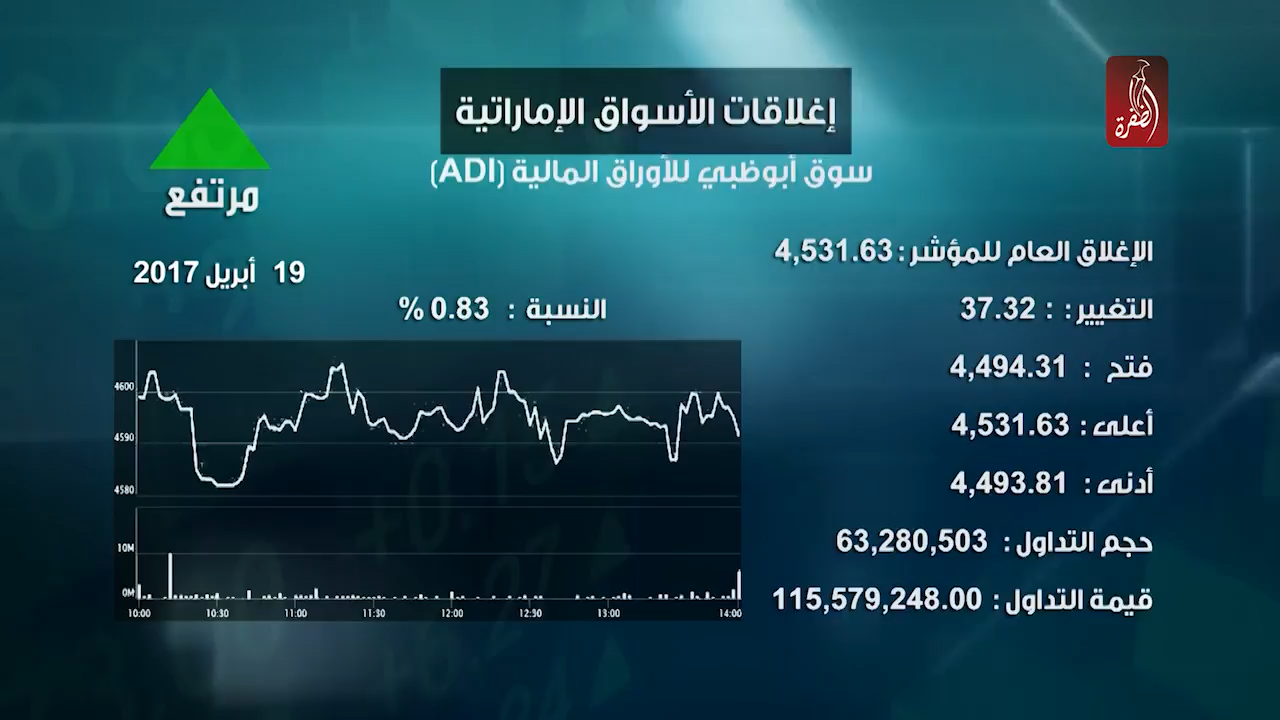 الظفرة
إغلاقات الأسواق الإماراتية
سوق أبوظبي للأوراق المالية (ADI)
مرتفع
19 أبريل 2017
الإغلاق العام للمؤشر : 4,531.63
التغيير : : 37.32
النسبة : 0.83 %
فتح : 4,494.31
أعلى : 4,531.63
أدنى : 4,493.81
حجم التداول : 63,280,503
قيمة التداول : 115,579,248.00
4600
4590
4580
10M
0M
10:00 10:30 11:00 11:30 12:00 12:30 13:00 14:00